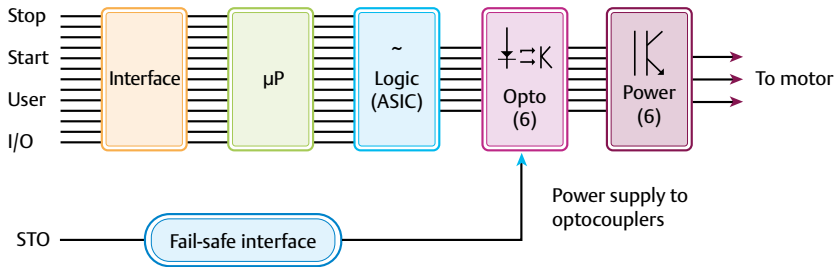 Stop
Start
User
I/O
Interface
µP
~
Logic
(ASIC)
Opto
(6)
Power
(6)
To motor
Power supply to
optocouplers
STO
Fail-safe interface